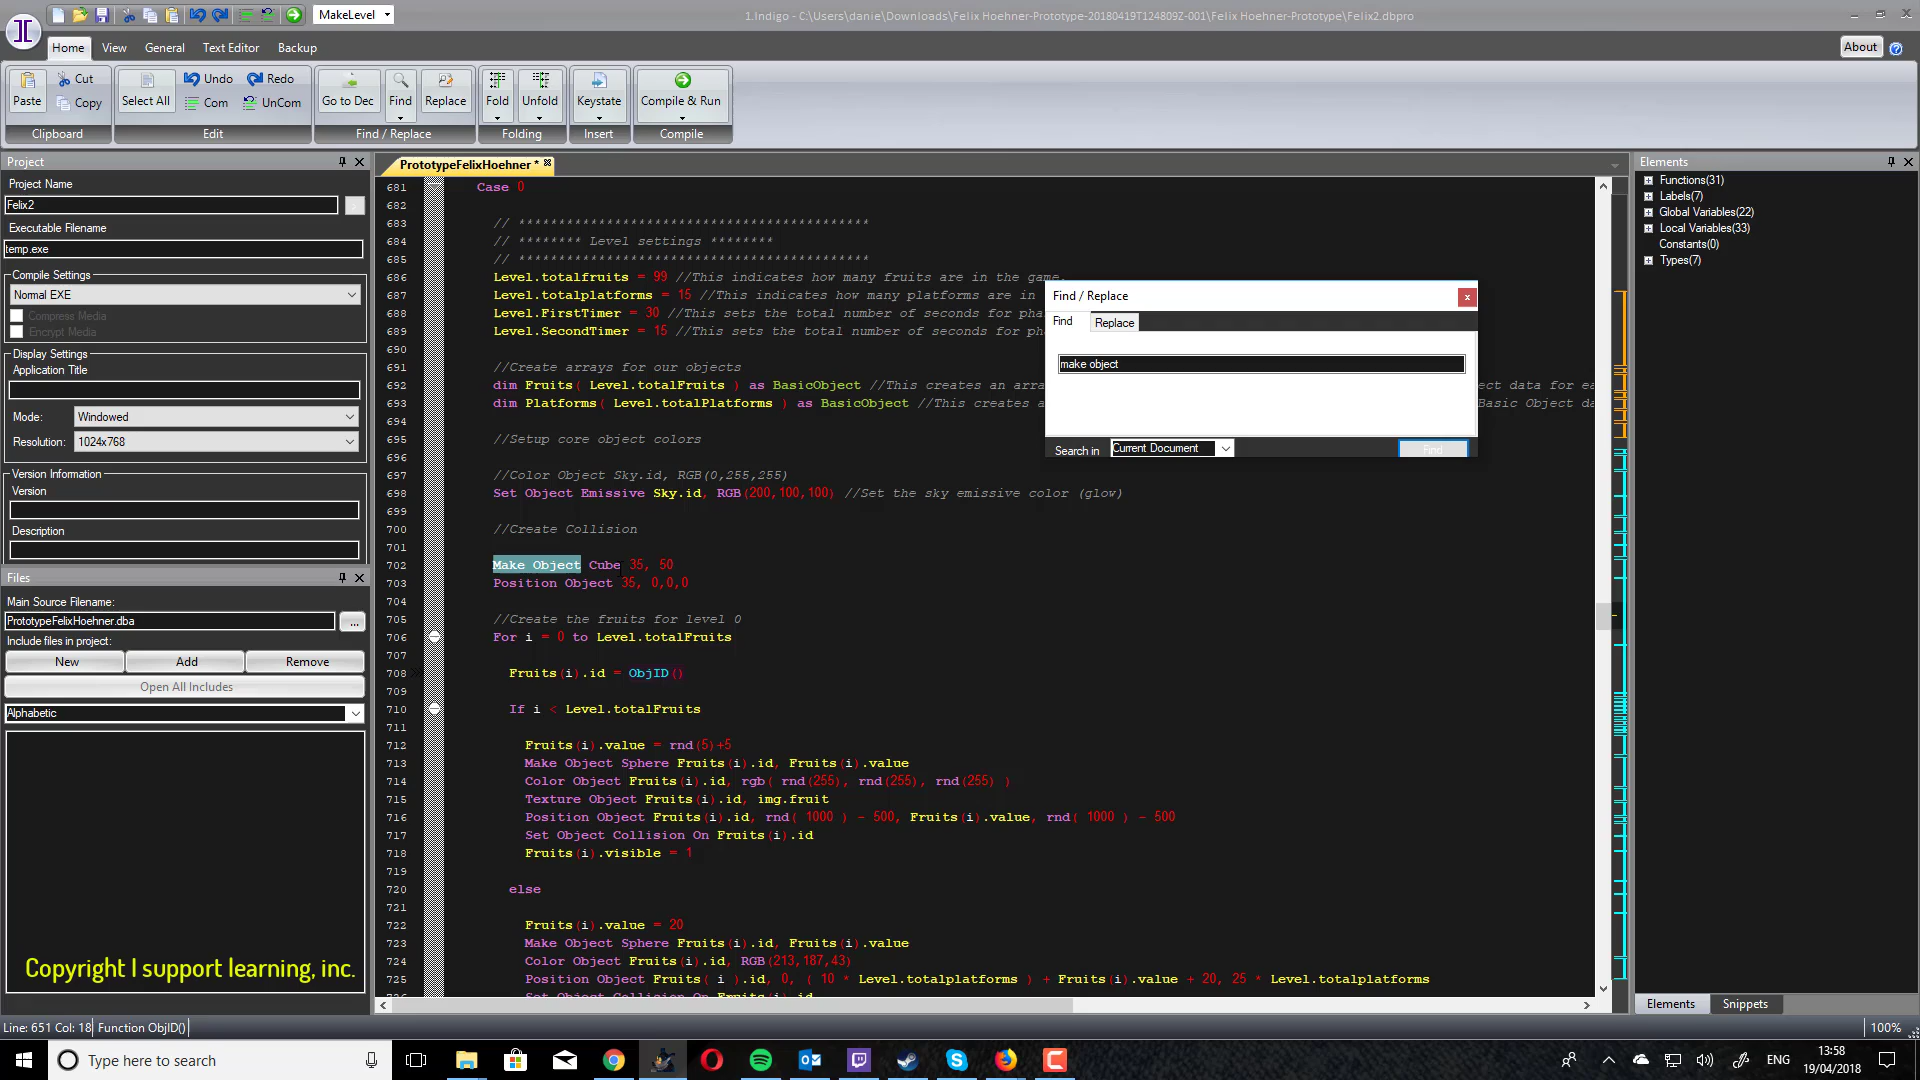 MakeLevel
1.Indigo - C:\Users\danie\Downloads\Felix Hoehner-Prototype-20180419T124809Z-001\Felix Hoehner-Prototype\Felix2.dbpro
Home View General Text Editor Backup
About
Paste Cut Copy Select All Undo Redo Com UnCom Go to Dec Find Replace Fold Unfold Keystate Compile & Run
Clipboard Edit Find / Replace Folding Insert Compile
Project
Project Name
Felix2
Executable Filename
temp.exe
Compile Settings
Normal EXE
Compress Media
Encrypt Media
Display Settings
Application Title
Mode: Windowed
Resolution: 1024x768
Version Information
Version
Description
Files
Main Source Filename:
PrototypeFelixHoehner.dba
...
Include files in project:
New Add Remove
Open All Includes
Alphabetic
Copyright I support learning, inc.
PrototypeFelixHoehner *
681 Case 0
682
683 // ********************************************
684 // ******** Level settings ********
685 // ********************************************
686 Level.totalfruits = 99 //This indicates how many fruits are in the game.
687 Level.totalplatforms = 15 //This indicates how many platforms are in
688 Level.FirstTimer = 30 //This sets the total number of seconds for pha
689 Level.SecondTimer = 15 //This sets the total number of seconds for ph
690
691 //Create arrays for our objects
692 dim Fruits( Level.totalFruits ) as BasicObject //This creates an arra ect data for ea
693 dim Platforms( Level.totalPlatforms ) as BasicObject //This creates a Basic Object da
694
695 //Setup core object colors
696
697 //Color Object Sky.id, RGB(0,255,255)
698 Set Object Emissive Sky.id, RGB(200,100,100) //Set the sky emissive color (glow)
699
700 //Create Collision
701
702 Make Object Cube 35, 50
703 Position Object 35, 0,0,0
704
705 //Create the fruits for level 0
706 For i = 0 to Level.totalFruits
707
708 Fruits(i).id = ObjID()
709
710 If i < Level.totalFruits
711
712 Fruits(i).value = rnd(5)+5
713 Make Object Sphere Fruits(i).id, Fruits(i).value
714 Color Object Fruits(i).id, rgb( rnd(255), rnd(255), rnd(255) )
715 Texture Object Fruits(i).id, img.fruit
716 Position Object Fruits(i).id, rnd( 1000 ) - 500, Fruits(i).value, rnd( 1000 ) - 500
717 Set Object Collision On Fruits(i).id
718 Fruits(i).visible = 1
719
720 else
721
722 Fruits(i).value = 20
723 Make Object Sphere Fruits(i).id, Fruits(i).value
724 Color Object Fruits(i).id, RGB(213,187,43)
725 Position Object Fruits( i ).id, 0, ( 10 * Level.totalplatforms ) + Fruits(i).value + 20, 25 * Level.totalplatforms
726 Set Object Collision On Fruits(i).id
Find / Replace
Find Replace
make object
Search in Current Document Find
Elements
Functions(31)
Labels(7)
Global Variables(22)
Local Variables(33)
Constants(0)
Types(7)
Elements Snippets
Line: 651 Col: 18 Function ObjID()
100%
Type here to search
ENG
13:58
19/04/2018